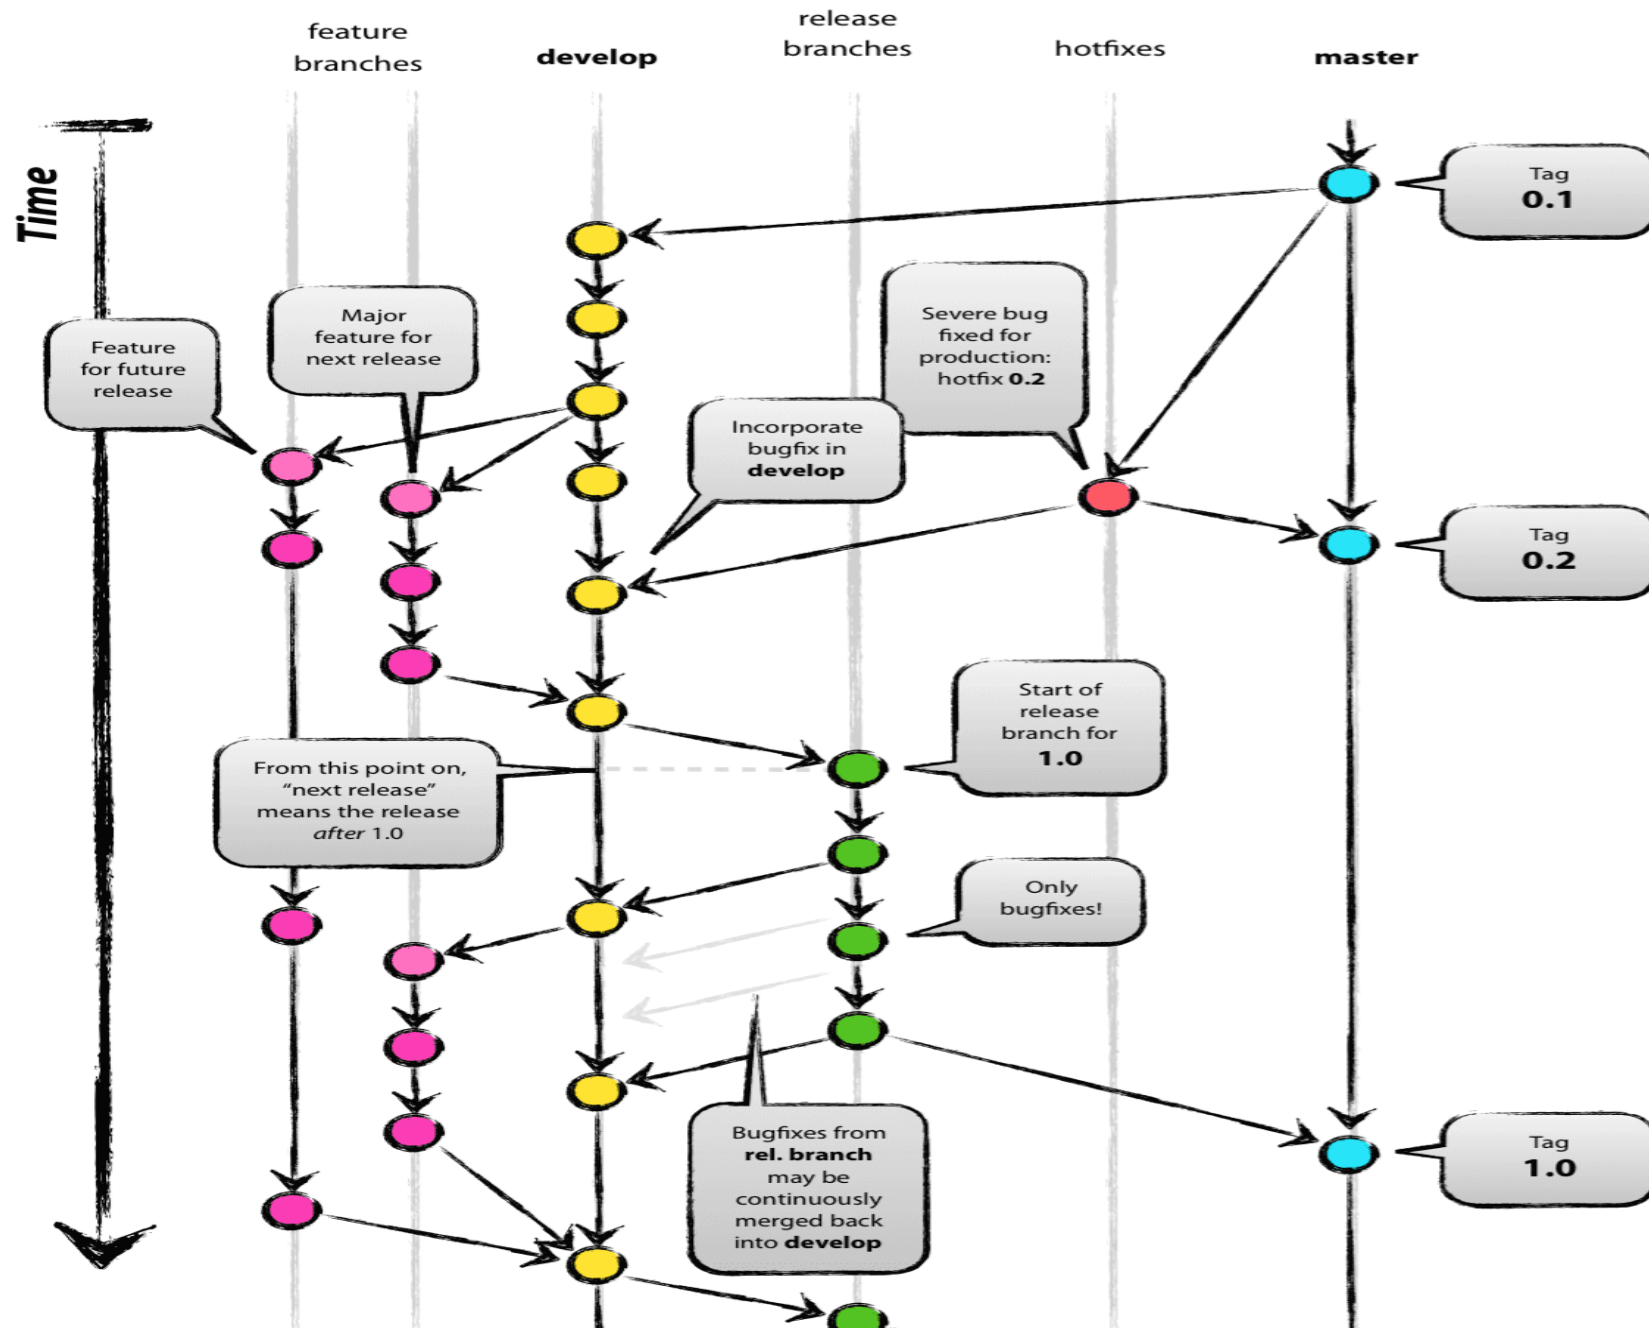 feature
branches
develop
release
branches
hotfixes
master
Time
Tag
0.1
Major
feature for
next release
Feature
for future
release
Severe bug
fixed for
production:
hotfix 0.2
Incorporate
bugfix in
develop
Tag
0.2
Start of
release
branch for
1.0
From this point on,
“next release”
means the release
after 1.0
Only
bugfixes!
Bugfixes from
rel. branch
may be
continuously
merged back
into develop
Tag
1.0